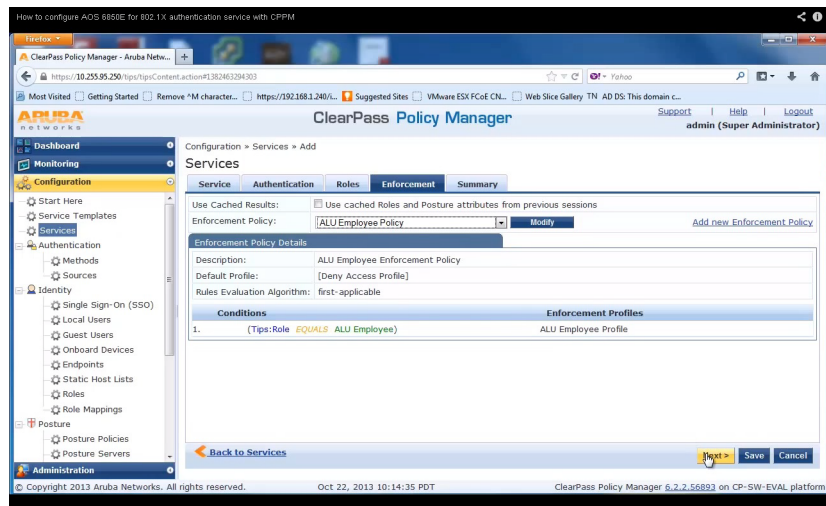 How to configure AOS 6850E for 802.1X authentication service with CPPM
Firefox
ClearPass Policy Manager - Aruba Netw...
https://10.255.95.250/tips/tipsContent.action#1382463294303
Yahoo
Most Visited Getting Started Remove ^M character... https://192.168.1.240/i... Suggested Sites VMware ESX FCoE CN... Web Slice Gallery TN AD DS: This domain c...
ARUBA
networks
ClearPass Policy Manager
Support | Help | Logout
admin (Super Administrator)
Dashboard
Monitoring
Configuration
Start Here
Service Templates
Services
Authentication
Methods
Sources
Identity
Single Sign-On (SSO)
Local Users
Guest Users
Onboard Devices
Endpoints
Static Host Lists
Roles
Role Mappings
Posture
Posture Policies
Posture Servers
Administration
Configuration » Services » Add
Services
Service Authentication Roles Enforcement Summary
Use Cached Results: Use cached Roles and Posture attributes from previous sessions
Enforcement Policy: ALU Employee Policy Modify Add new Enforcement Policy
Enforcement Policy Details
Description: ALU Employee Enforcement Policy
Default Profile: [Deny Access Profile]
Rules Evaluation Algorithm: first-applicable
Conditions Enforcement Profiles
1. (Tips:Role EQUALS ALU Employee) ALU Employee Profile
Back to Services
Next > Save Cancel
© Copyright 2013 Aruba Networks. All rights reserved. Oct 22, 2013 10:14:35 PDT ClearPass Policy Manager 6.2.2.56893 on CP-SW-EVAL platform